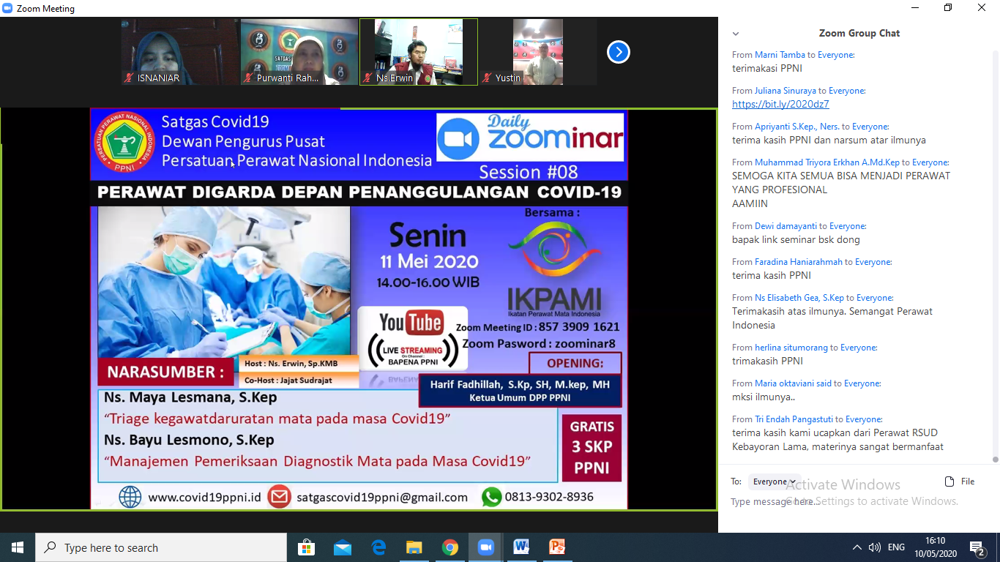 Zoom Meeting
ISNANIAR
Purwanti Rah...
Ns.Erwin
Yustin
PERSATUAN PERAWAT NASIONAL INDONESIA
PPNI
Satgas Covid19
Dewan Pengurus Pusat
Persatuan Perawat Nasional Indonesia
Daily
zoominar
Session #08
PERAWAT DIGARDA DEPAN PENANGGULANGAN COVID-19
Senin
11 Mei 2020
14.00-16.00 WIB
Bersama :
IKPAMI
Ikatan Perawat Mata Indonesia
YouTube
LIVE STREAMING
On Channel :
BAPENA PPNI
Zoom Meeting ID : 857 3909 1621
Zoom Pasword : zoominar8
NARASUMBER :
Host : Ns. Erwin, Sp.KMB
Co-Host : Jajat Sudrajat
OPENING:
Harif Fadhillah, S.Kp, SH, M.kep, MH
Ketua Umum DPP PPNI
Ns. Maya Lesmana, S.Kep
“Triage kegawatdaruratan mata pada masa Covid19”
Ns. Bayu Lesmono, S.Kep
“Manajemen Pemeriksaan Diagnostik Mata pada Masa Covid19”
GRATIS
3 SKP
PPNI
www.covid19ppni.id
satgascovid19ppni@gmail.com
0813-9302-8936
Zoom Group Chat
From Marni Tamba to Everyone:
terimakasi PPNI
From Juliana Sinuraya to Everyone:
https://bit.ly/2020dz7
From Apriyanti S.Kep., Ners. to Everyone:
terima kasih PPNI dan narsum atar ilmunya
From Muhammad Triyora Erkhan A.Md.Kep to Everyone:
SEMOGA KITA SEMUA BISA MENJADI PERAWAT
YANG PROFESIONAL
AAMIIN
From Dewi damayanti to Everyone:
bapak link seminar bsk dong
From Faradina Haniarahmah to Everyone:
terima kasih PPNI
From Ns Elisabeth Gea, S.Kep to Everyone:
Terimakasih atas ilmunya. Semangat Perawat
Indonesia
From herlina situmorang to Everyone:
trimakasih PPNI
From Maria oktaviani said to Everyone:
mksi ilmunya..
From Tri Endah Pangastuti to Everyone:
terima kasih kami ucapkan dari Perawat RSUD
Kebayoran Lama, materinya sangat bermanfaat
To: Everyone
File
Activate Windows
Type message here...
Go to Settings to activate Windows.
Type here to search
ENG
16:10
10/05/2020
2